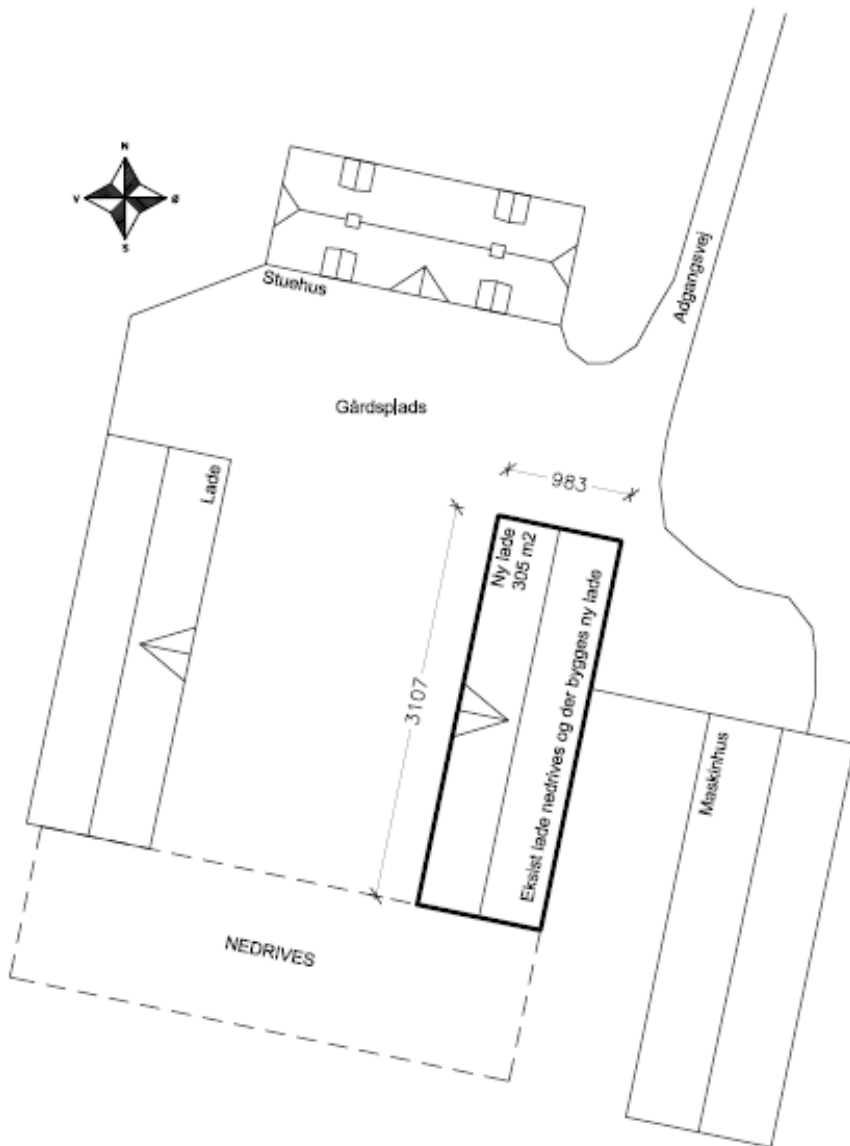 N
V
Ø
S
Stuehus
Adgangsvej
Gårdsplads
Lade
983
Ny lade
305 m2
Eksist lade nedrives og der bygges ny lade
3107
Maskinhus
NEDRIVES